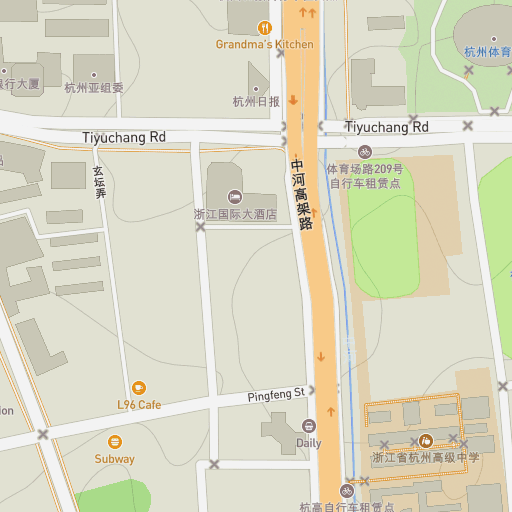 Grandma's Kitchen
杭州体育
银行大厦
杭州亚组委
杭州日报
Tiyuchang Rd
Tiyuchang Rd
中河高架路
体育场路209号
自行车租赁点
玄坛弄
浙江国际大酒店
Pingfeng St
L96 Cafe
Daily
Subway
浙江省杭州高级中学
杭高自行车租赁点